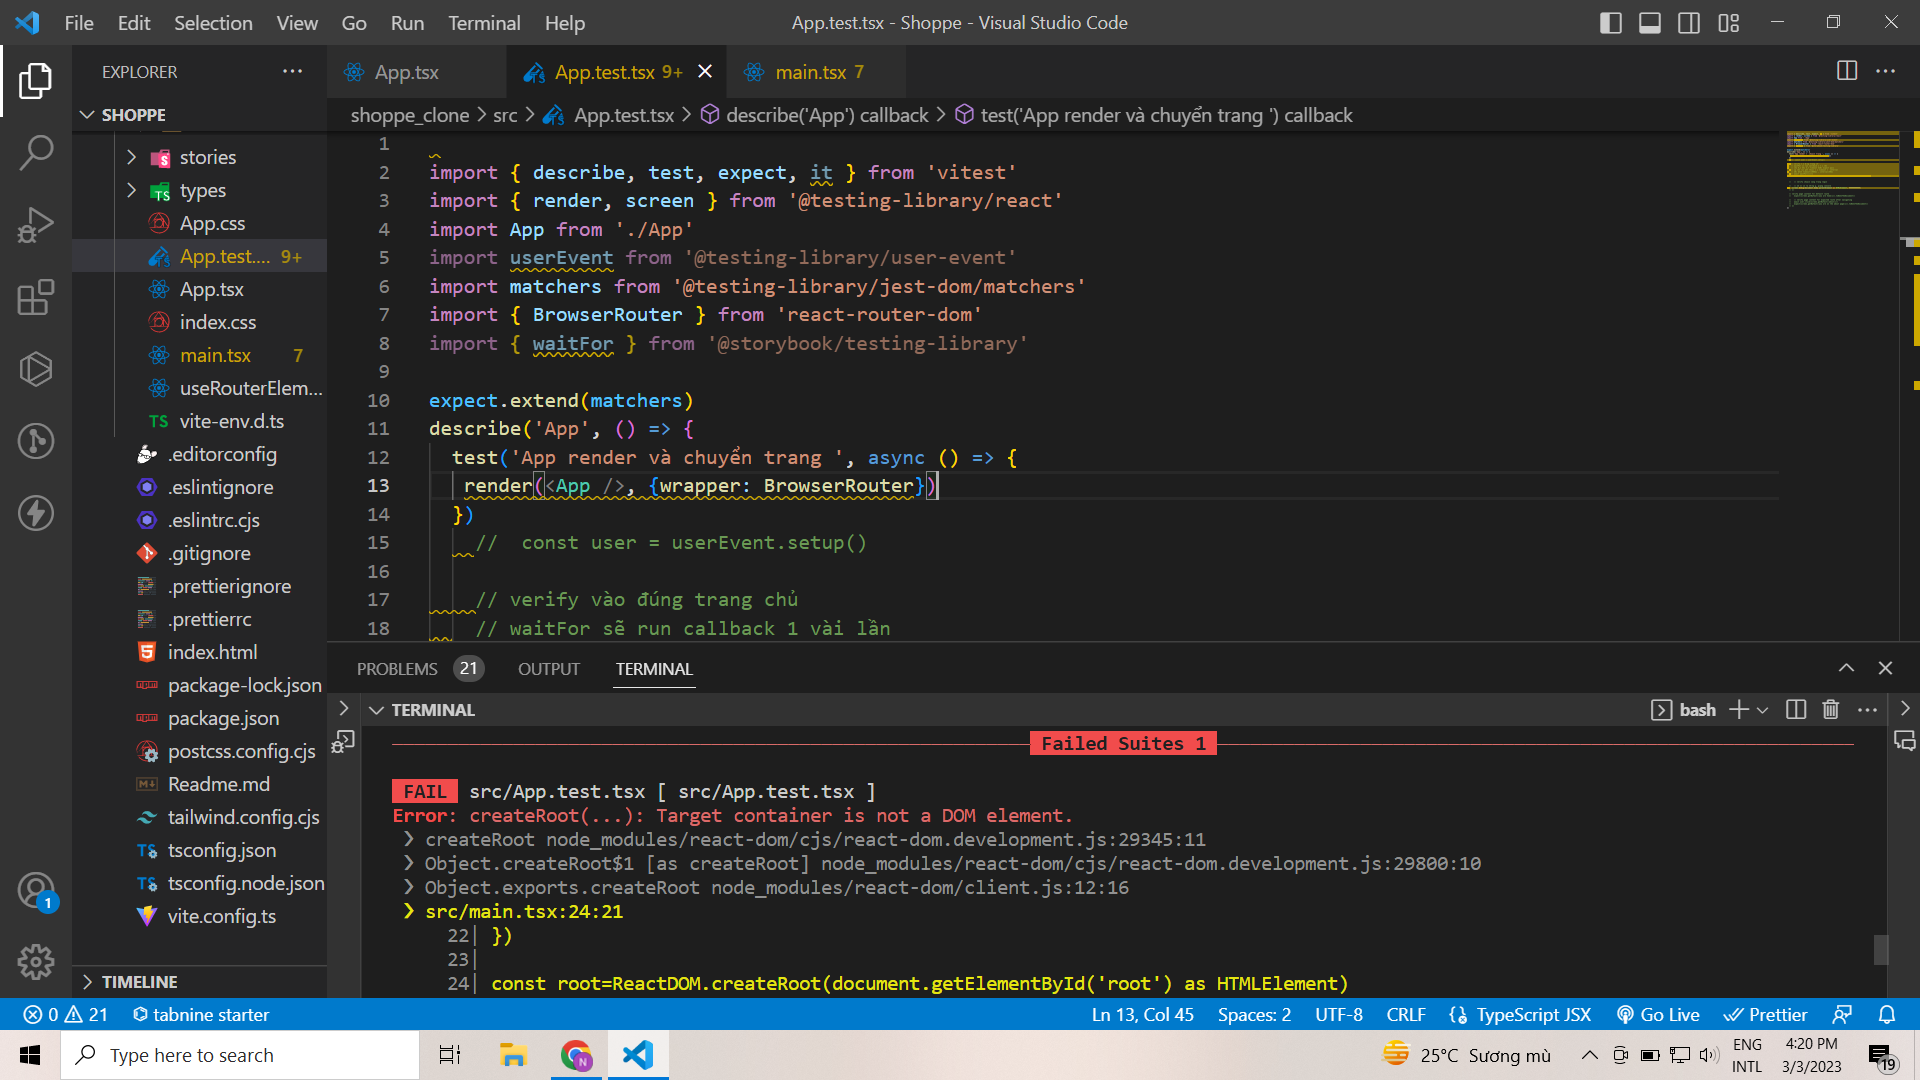 File Edit Selection View Go Run Terminal Help
App.test.tsx - Shoppe - Visual Studio Code
EXPLORER
SHOPPE
stories
types
App.css
App.test.... 9+
App.tsx
index.css
main.tsx 7
useRouterElem...
TS vite-env.d.ts
.editorconfig
.eslintignore
.eslintrc.cjs
.gitignore
.prettierignore
.prettierrc
index.html
package-lock.json
package.json
postcss.config.cjs
Readme.md
tailwind.config.cjs
tsconfig.json
tsconfig.node.json
vite.config.ts
TIMELINE
1
App.tsx
App.test.tsx 9+
main.tsx 7
shoppe_clone > src > App.test.tsx > describe('App') callback > test('App render và chuyển trang ') callback
1
2 import { describe, test, expect, it } from 'vitest'
3 import { render, screen } from '@testing-library/react'
4 import App from './App'
5 import userEvent from '@testing-library/user-event'
6 import matchers from '@testing-library/jest-dom/matchers'
7 import { BrowserRouter } from 'react-router-dom'
8 import { waitFor } from '@storybook/testing-library'
9
10 expect.extend(matchers)
11 describe('App', () => {
12 test('App render và chuyển trang ', async () => {
13 render(<App />, {wrapper: BrowserRouter})
14 })
15 // const user = userEvent.setup()
16
17 // verify vào đúng trang chủ
18 // waitFor sẽ run callback 1 vài lần
PROBLEMS 21 OUTPUT TERMINAL
TERMINAL
bash
Failed Suites 1
FAIL src/App.test.tsx [ src/App.test.tsx ]
Error: createRoot(...): Target container is not a DOM element.
❯ createRoot node_modules/react-dom/cjs/react-dom.development.js:29345:11
❯ Object.createRoot$1 [as createRoot] node_modules/react-dom/cjs/react-dom.development.js:29800:10
❯ Object.exports.createRoot node_modules/react-dom/client.js:12:16
❯ src/main.tsx:24:21
22| })
23|
24| const root=ReactDOM.createRoot(document.getElementById('root') as HTMLElement)
0 21 tabnine starter
Ln 13, Col 45 Spaces: 2 UTF-8 CRLF TypeScript JSX Go Live Prettier
Type here to search
25°C Sương mù
ENG
INTL
4:20 PM
3/3/2023
19